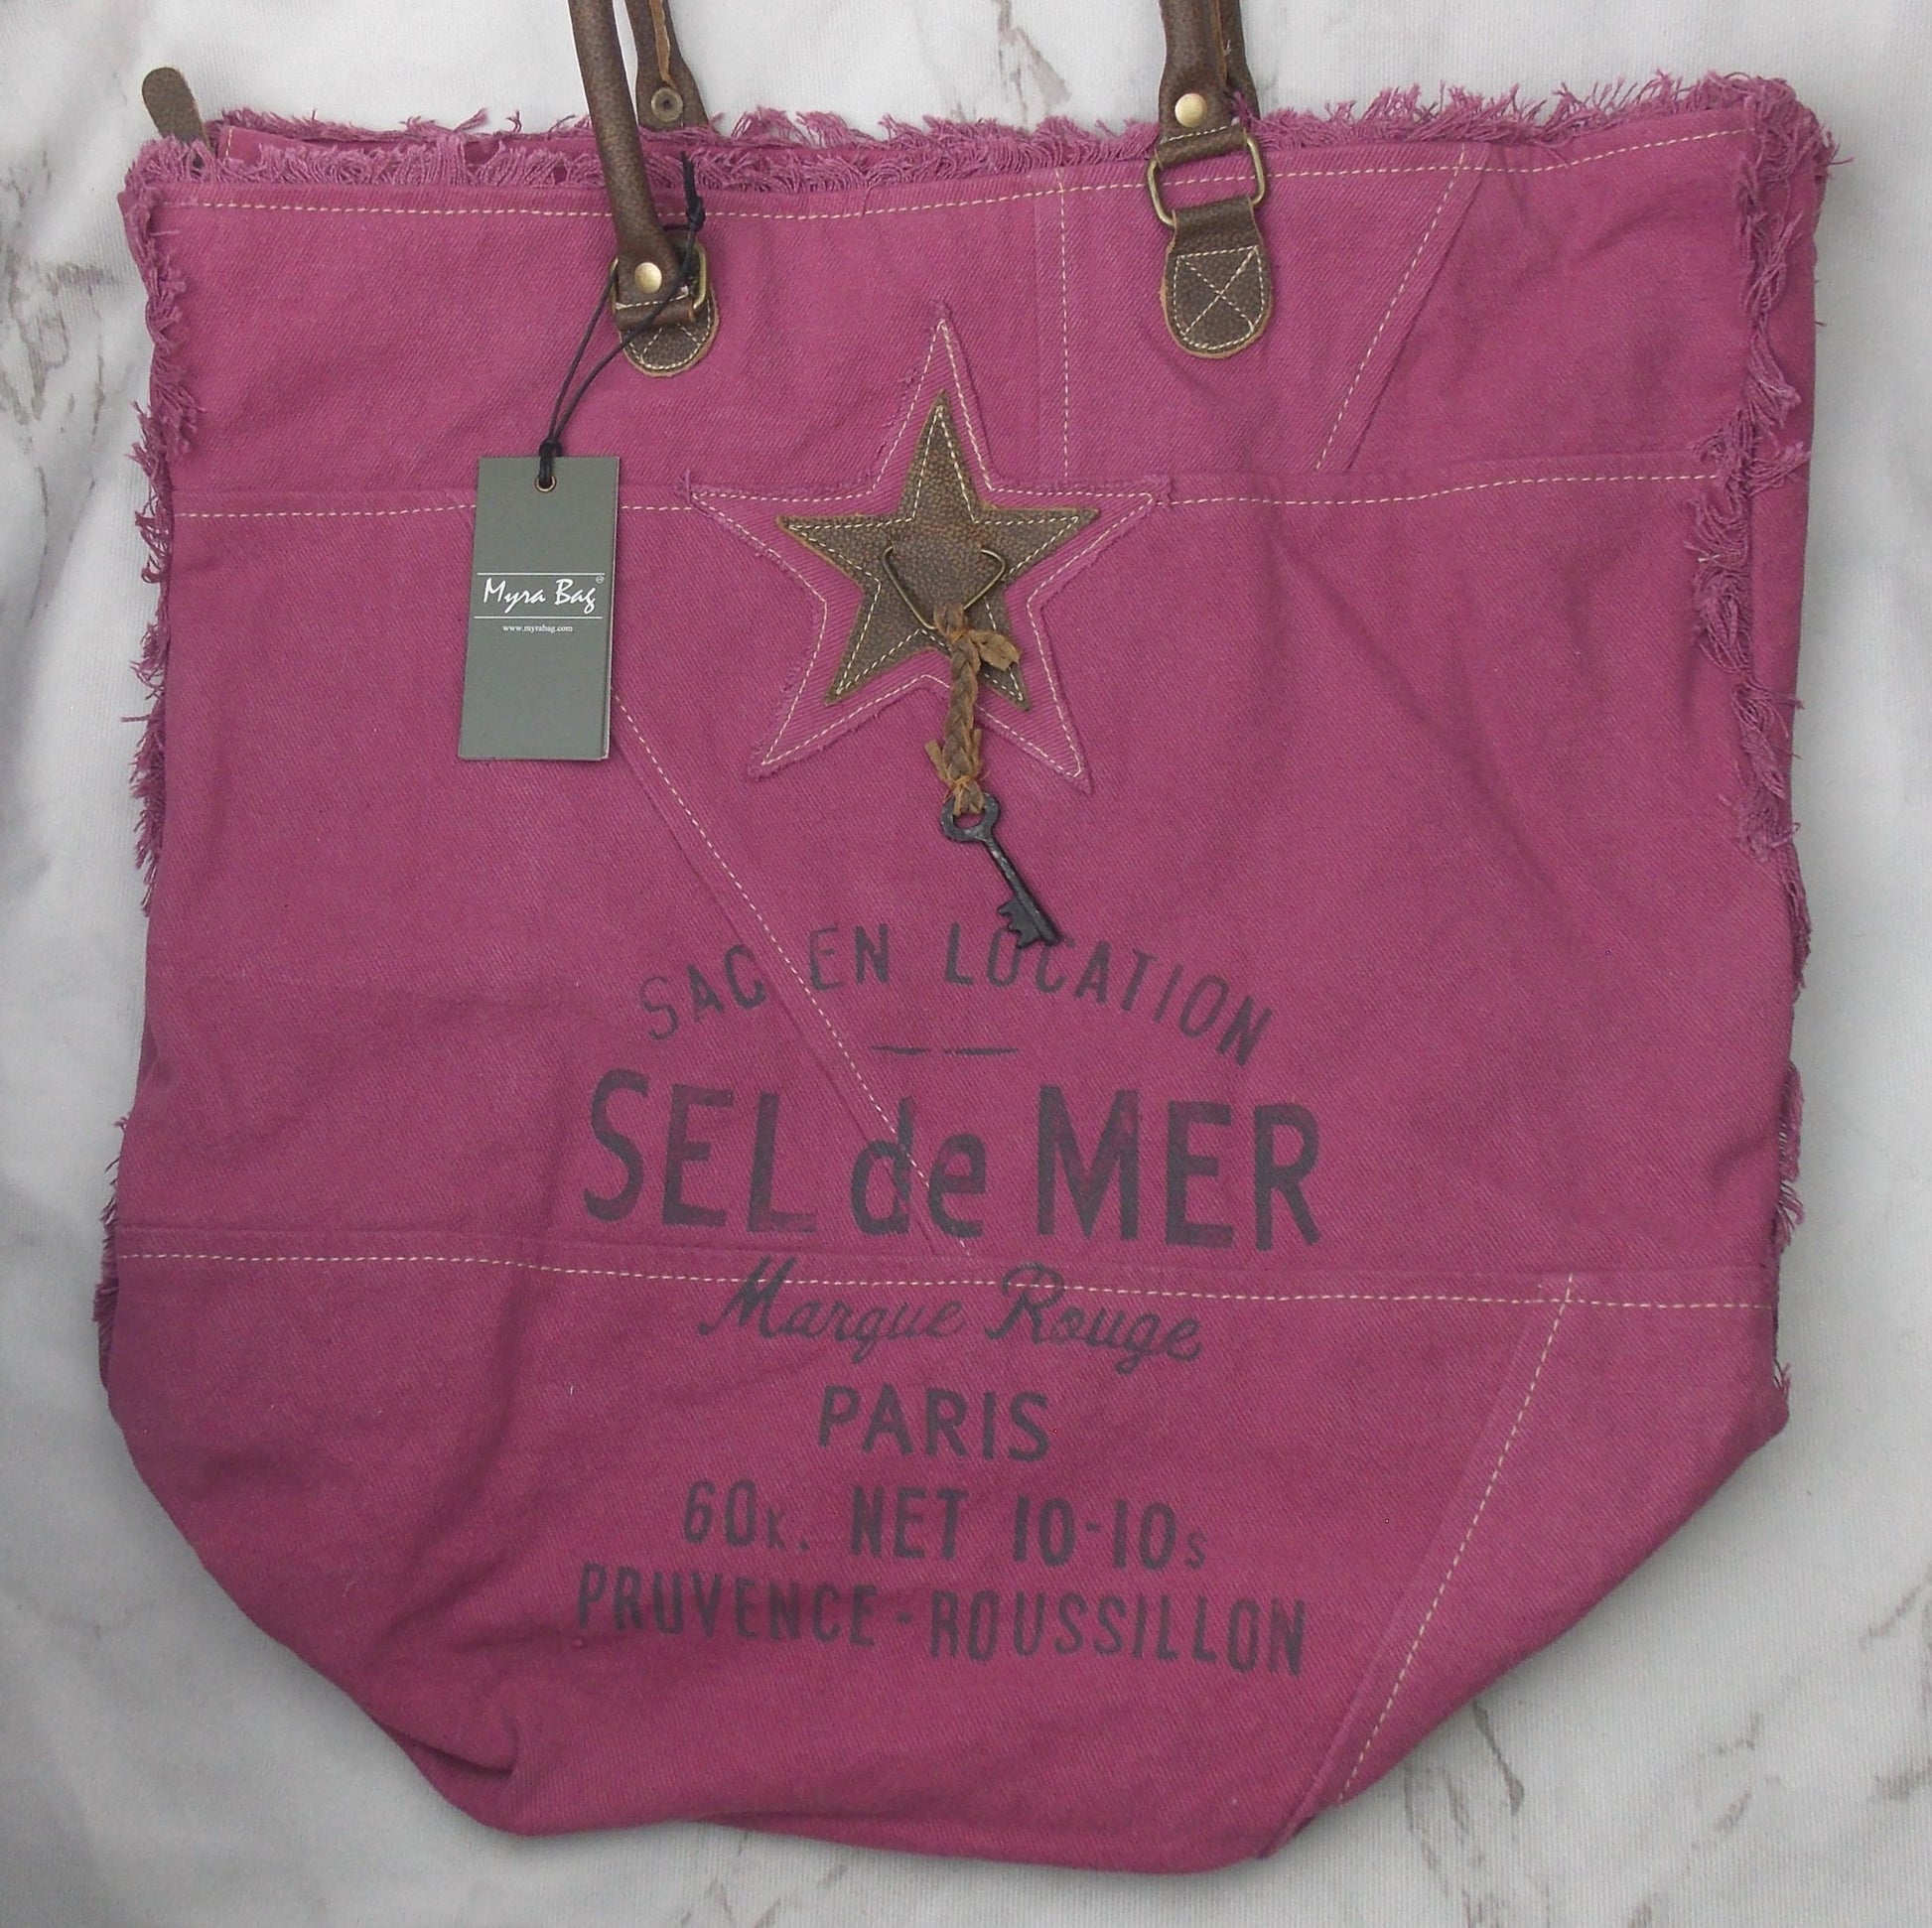 Myra Bag®
www.myrabag.com
SAC EN LOCATION
SEL de MER
Marque Rouge
PARIS
60K. NET 10-10s
PRUVENCE-ROUSSILLON